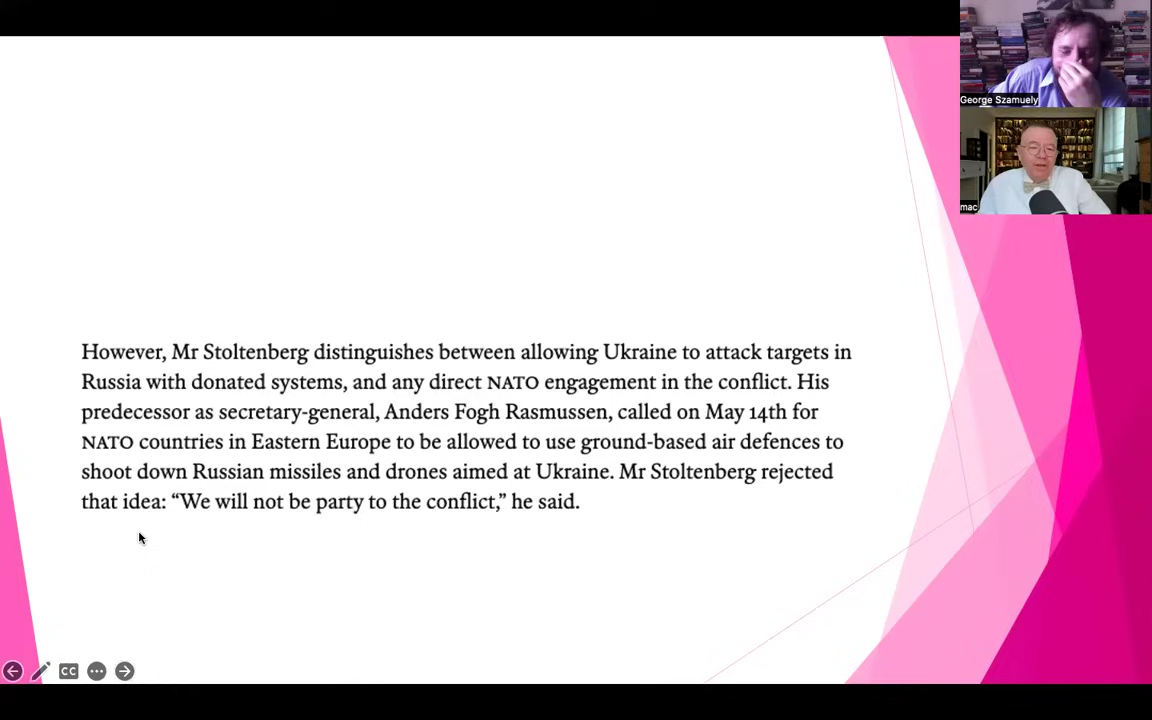 George Szamuely
mac
However, Mr Stoltenberg distinguishes between allowing Ukraine to attack targets in
Russia with donated systems, and any direct NATO engagement in the conflict. His
predecessor as secretary-general, Anders Fogh Rasmussen, called on May 14th for
NATO countries in Eastern Europe to be allowed to use ground-based air defences to
shoot down Russian missiles and drones aimed at Ukraine. Mr Stoltenberg rejected
that idea: “We will not be party to the conflict,” he said.
CC